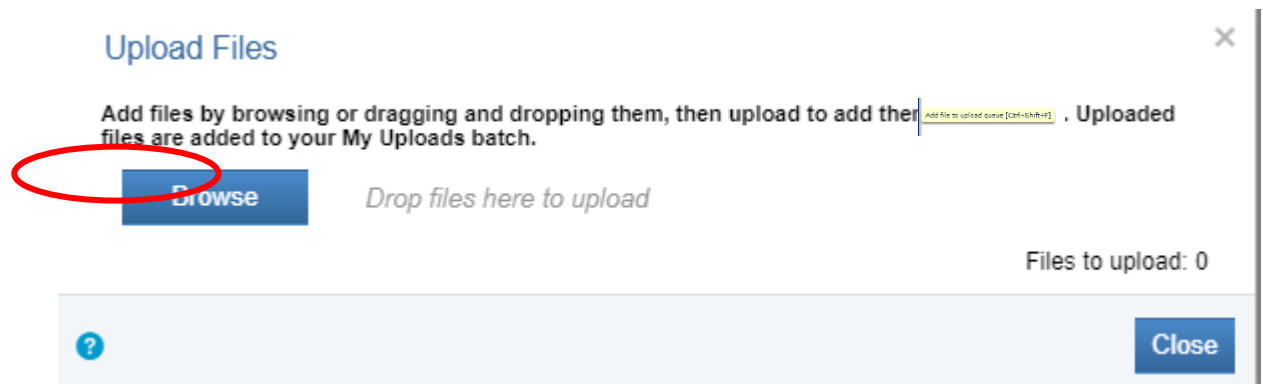 Upload Files
×
Add files by browsing or dragging and dropping them, then upload to add ther Add file to upload queue [Ctrl+Shift+F] . Uploaded
files are added to your My Uploads batch.
Browse Drop files here to upload
Files to upload: 0
?
Close